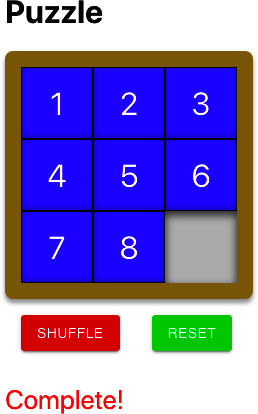 Puzzle
1 2 3
4 5 6
7 8
SHUFFLE RESET
Complete!